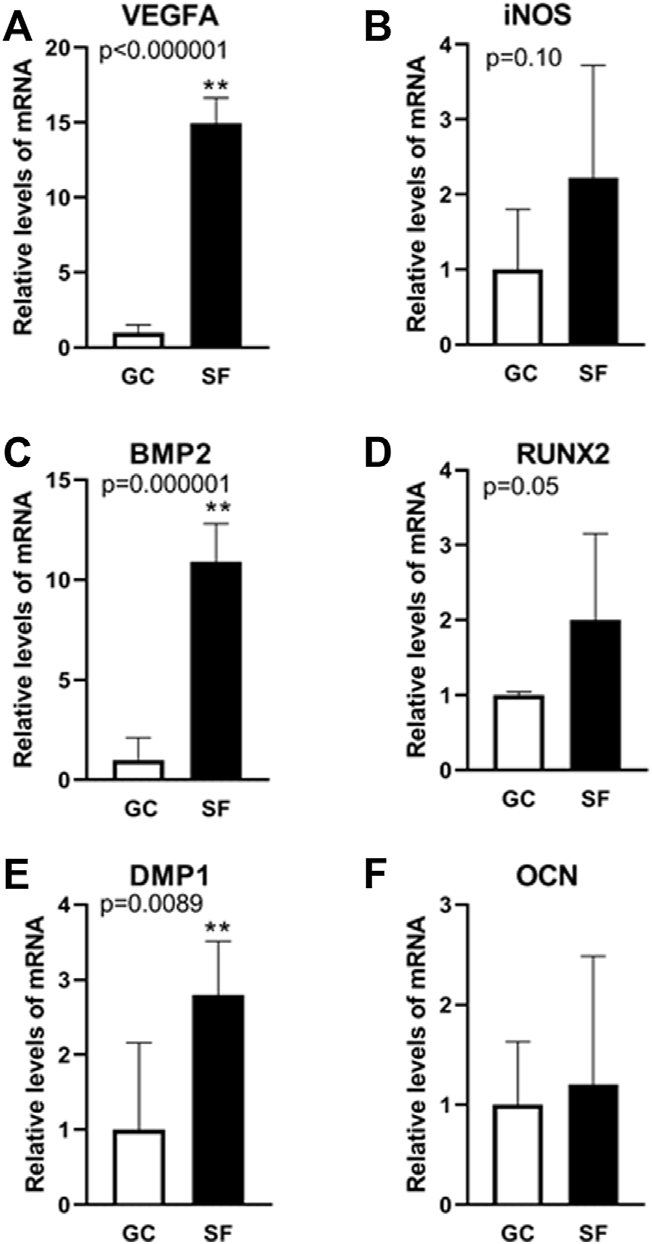 A
VEGFA
p<0.000001
**
Relative levels of mRNA
20
15
10
5
0
GC SF
B
iNOS
p=0.10
Relative levels of mRNA
4
3
2
1
0
GC SF
C
BMP2
p=0.000001
**
Relative levels of mRNA
15
10
5
0
GC SF
D
RUNX2
p=0.05
Relative levels of mRNA
4
3
2
1
0
GC SF
E
DMP1
p=0.0089
**
Relative levels of mRNA
4
3
2
1
0
GC SF
F
OCN
Relative levels of mRNA
3
2
1
0
GC SF